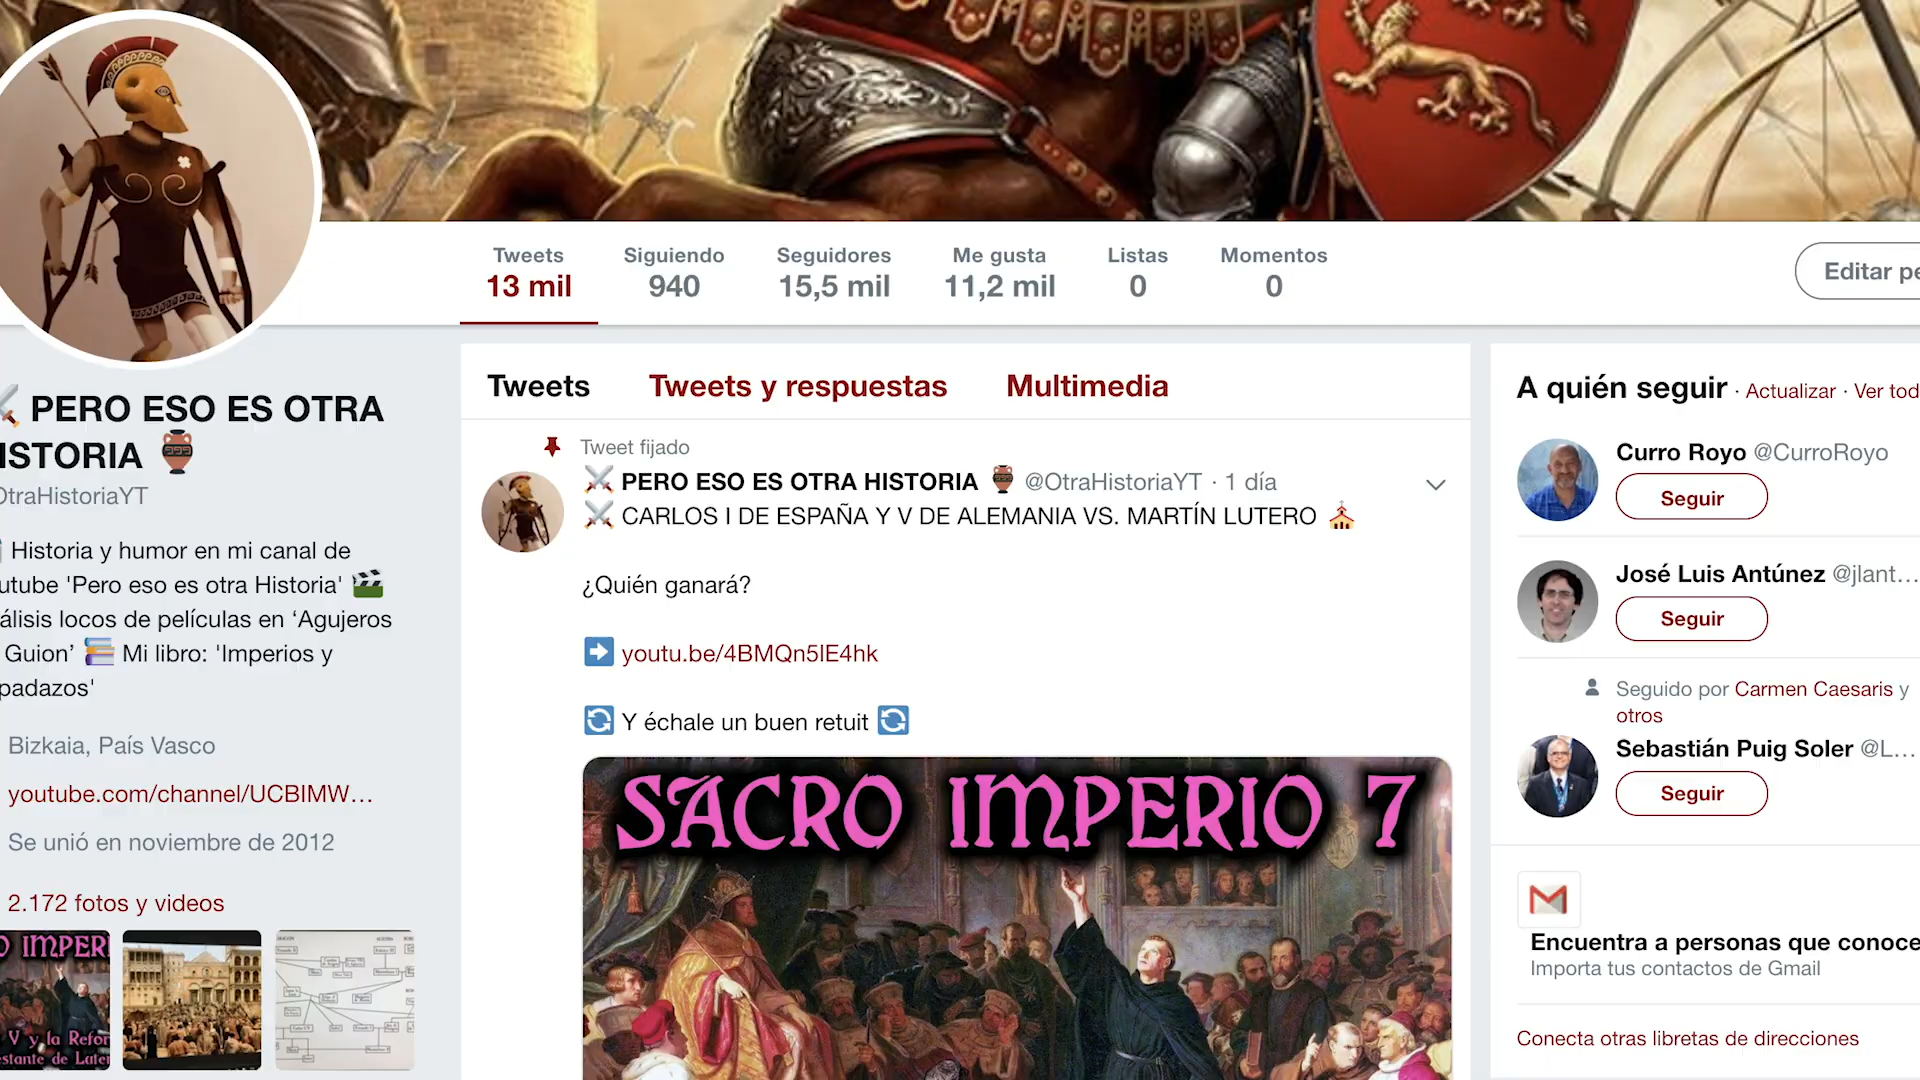 Tweets
13 mil
Siguiendo
940
Seguidores
15,5 mil
Me gusta
11,2 mil
Listas
0
Momentos
0
Editar pe
PERO ESO ES OTRA
ISTORIA
OtraHistoriaYT
Historia y humor en mi canal de
utube 'Pero eso es otra Historia'
álisis locos de películas en ‘Agujeros
Guion’ Mi libro: 'Imperios y
padazos'
Bizkaia, País Vasco
youtube.com/channel/UCBIMW…
Se unió en noviembre de 2012
2.172 fotos y videos
O IMPERI
V y la Refor
estante de Luter
Tweets
Tweets y respuestas
Multimedia
Tweet fijado
PERO ESO ES OTRA HISTORIA @OtraHistoriaYT · 1 día
CARLOS I DE ESPAÑA Y V DE ALEMANIA VS. MARTÍN LUTERO
¿Quién ganará?
youtu.be/4BMQn5lE4hk
Y échale un buen retuit
SACRO IMPERIO 7
A quién seguir · Actualizar · Ver tod
Curro Royo @CurroRoyo
Seguir
José Luis Antúnez @jlant…
Seguir
Seguido por Carmen Caesaris y
otros
Sebastián Puig Soler @L…
Seguir
Encuentra a personas que conoce
Importa tus contactos de Gmail
Conecta otras libretas de direcciones